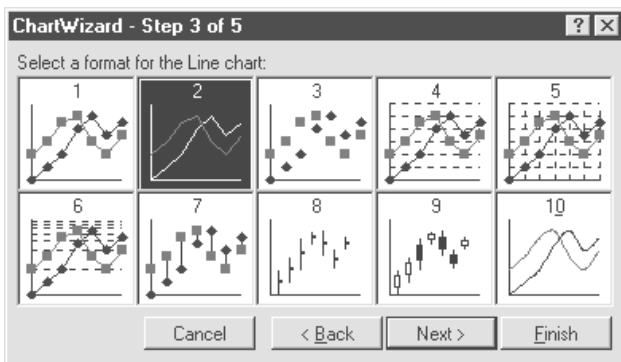 ChartWizard - Step 3 of 5
Select a format for the Line chart:
1 2 3 4 5
6 7 8 9 10
Cancel < Back Next > Finish